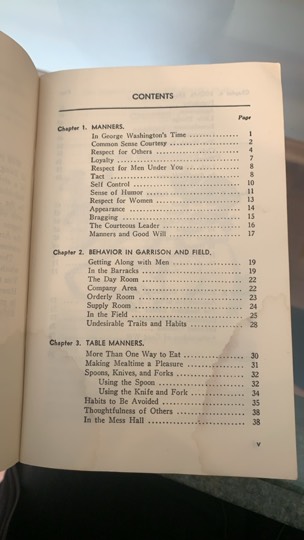 CONTENTS
Page
Chapter 1. MANNERS.
In George Washington's Time ................ 1
Common Sense Courtesy ................ 2
Respect for Others ................ 4
Loyalty ................ 7
Respect for Men Under You ................ 8
Tact ................ 8
Self Control ................ 10
Sense of Humor ................ 11
Respect for Women ................ 13
Appearance ................ 14
Bragging ................ 15
The Courteous Leader ................ 16
Manners and Good Will ................ 17
Chapter 2. BEHAVIOR IN GARRISON AND FIELD.
Getting Along with Men ................ 19
In the Barracks ................ 19
The Day Room ................ 22
Company Area ................ 22
Orderly Room ................ 23
Supply Room ................ 24
In the Field ................ 25
Undesirable Traits and Habits ................ 28
Chapter 3. TABLE MANNERS.
More Than One Way to Eat ................ 30
Making Mealtime a Pleasure ................ 31
Spoons, Knives, and Forks ................ 32
Using the Spoon ................ 32
Using the Knife and Fork ................ 34
Habits to Be Avoided ................ 35
Thoughtfulness of Others ................ 38
In the Mess Hall ................ 38
V